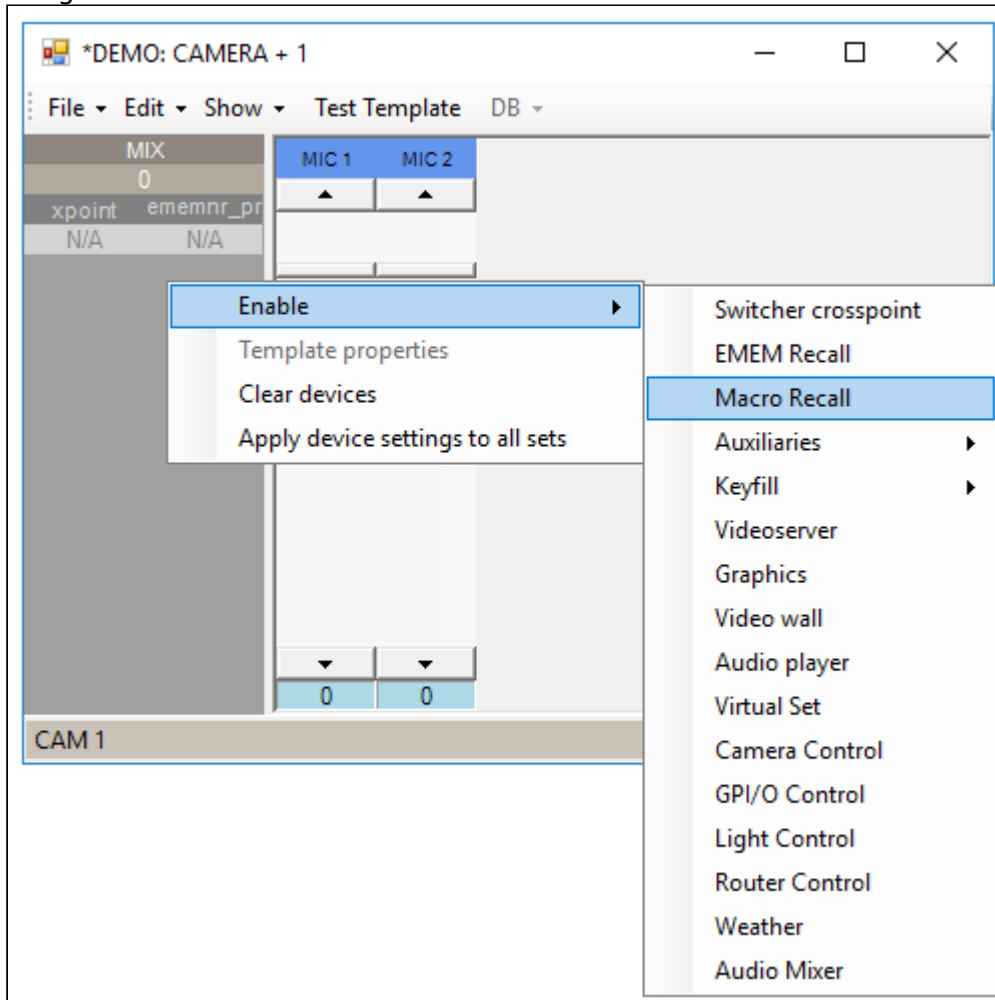 *DEMO: CAMERA + 1
File Edit Show Test Template DB
MIX
0
xpoint ememnr_pr
N/A N/A
MIC 1 MIC 2
Enable
Template properties
Clear devices
Apply device settings to all sets
Switcher crosspoint
EMEM Recall
Macro Recall
Auxiliaries
Keyfill
Videoserver
Graphics
Video wall
Audio player
Virtual Set
Camera Control
GPI/O Control
Light Control
Router Control
Weather
Audio Mixer
0 0
CAM 1